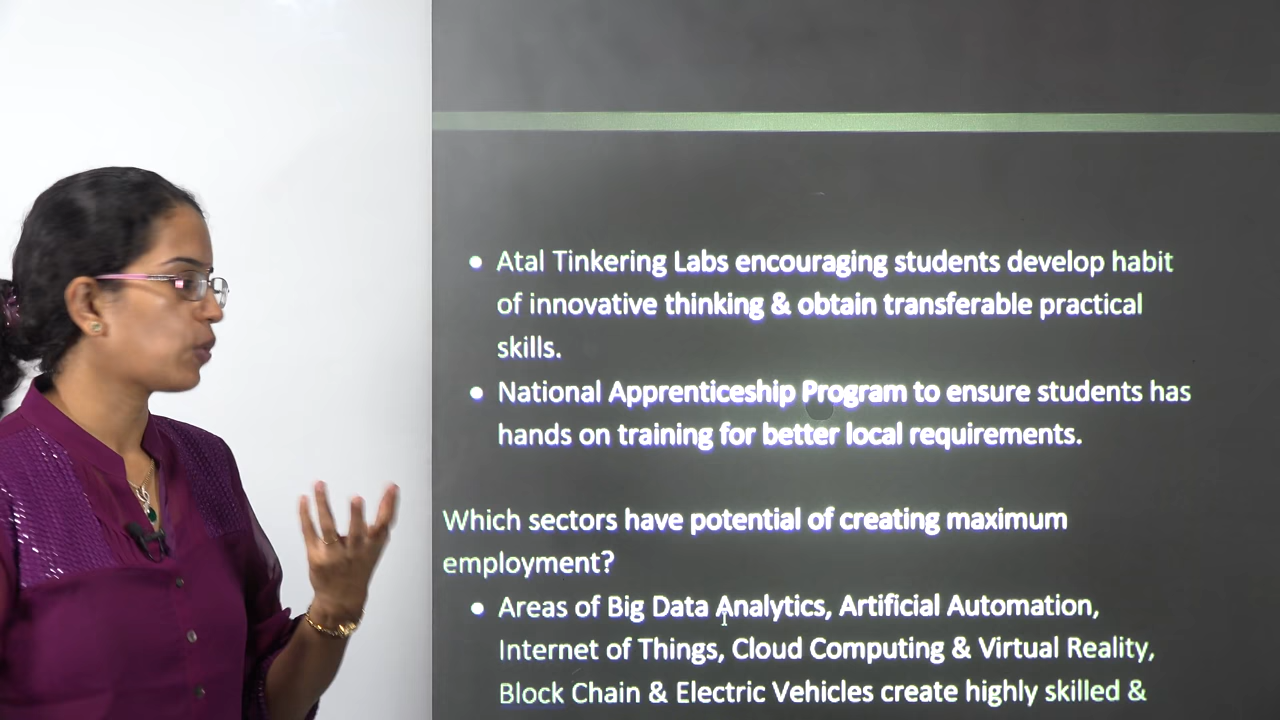 Atal Tinkering Labs encouraging students develop habit
of innovative thinking & obtain transferable practical
skills.
National Apprenticeship Program to ensure students has
hands on training for better local requirements.
Which sectors have potential of creating maximum
employment?
Areas of Big Data Analytics, Artificial Automation,
Internet of Things, Cloud Computing & Virtual Reality,
Block Chain & Electric Vehicles create highly skilled &